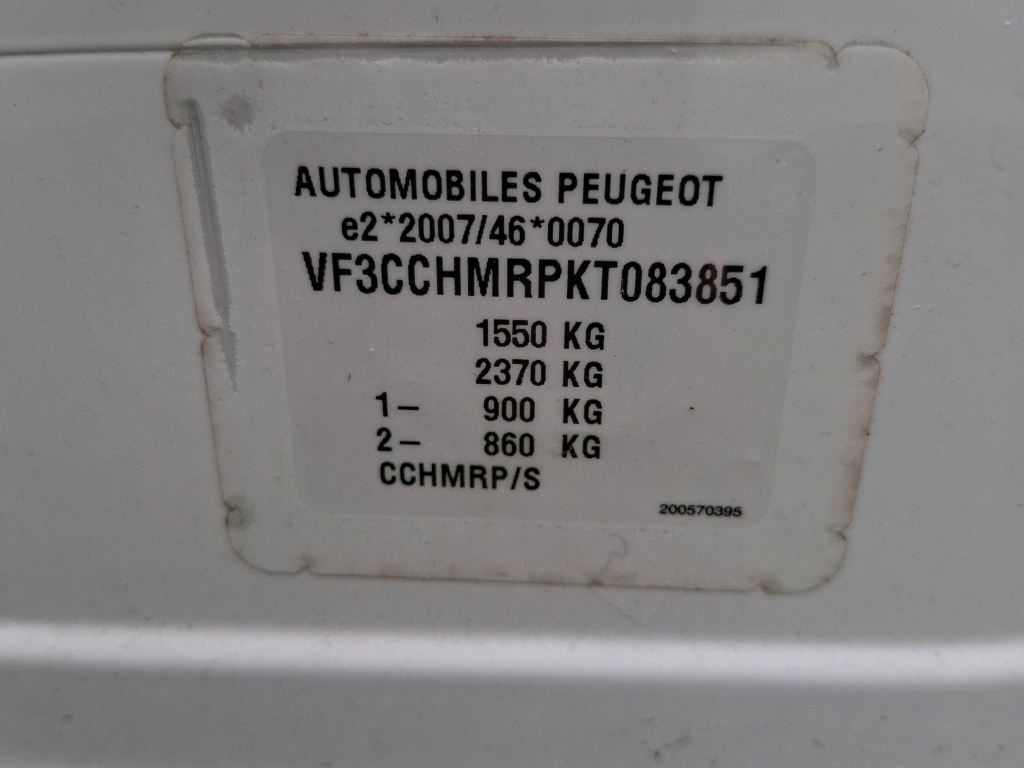 AUTOMOBILES PEUGEOT
e2*2007/46*0070
VF3CCHMRPKT083851
1550 KG
2370 KG
1– 900 KG
2– 860 KG
CCHMRP/S
200570395